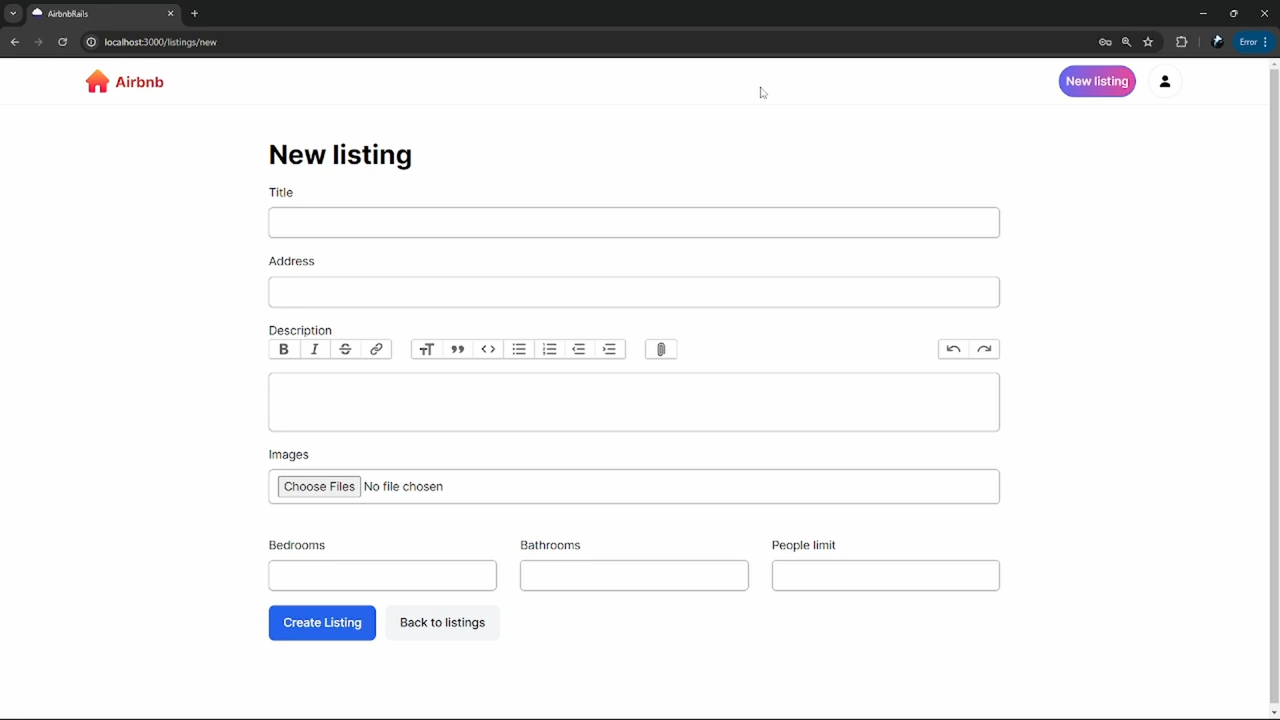 AirbnbRails
localhost:3000/listings/new
Error
Airbnb
New listing
New listing
Title
Address
Description
Images
Choose Files No file chosen
Bedrooms Bathrooms People limit
Create Listing Back to listings